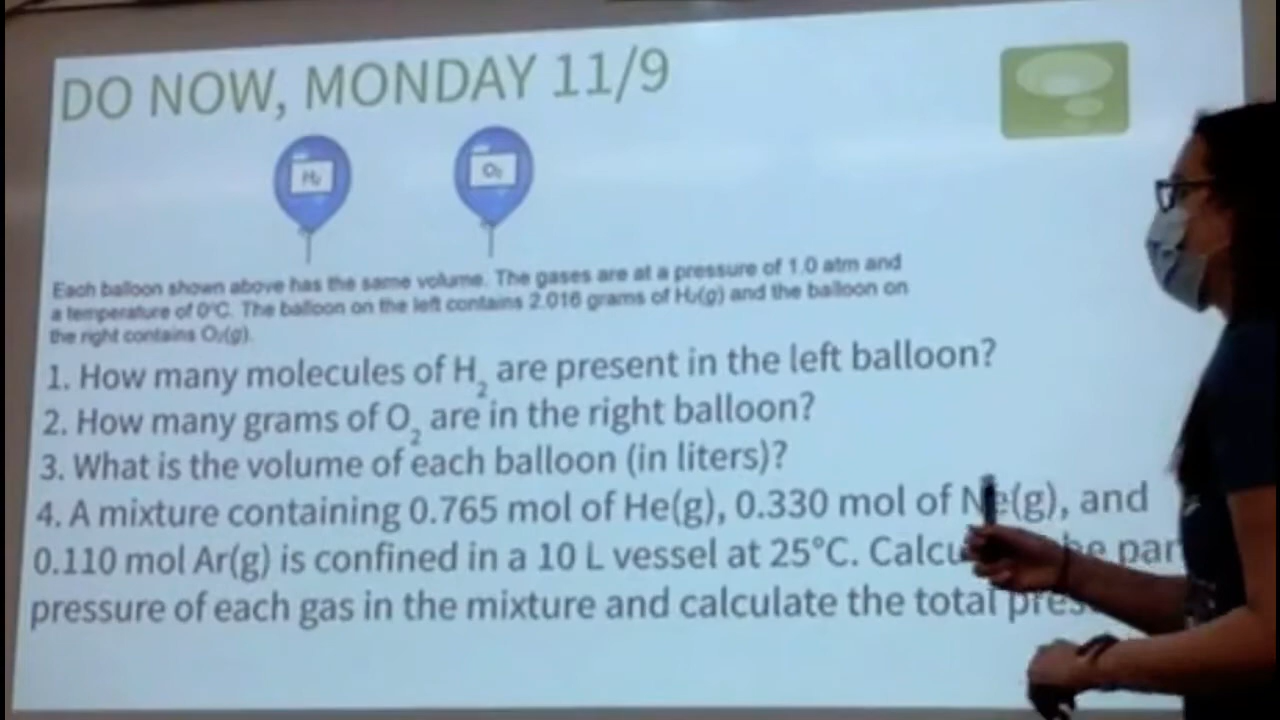 DO NOW, MONDAY 11/9
H₂ O₂
Each balloon shown above has the same volume. The gases are at a pressure of 1.0 atm and
a temperature of 0°C. The balloon on the left contains 2.016 grams of H₂(g) and the balloon on
the right contains O₂(g).
1. How many molecules of H₂ are present in the left balloon?
2. How many grams of O₂ are in the right balloon?
3. What is the volume of each balloon (in liters)?
4. A mixture containing 0.765 mol of He(g), 0.330 mol of Ne(g), and
0.110 mol Ar(g) is confined in a 10 L vessel at 25°C. Calcu he par
pressure of each gas in the mixture and calculate the total pres